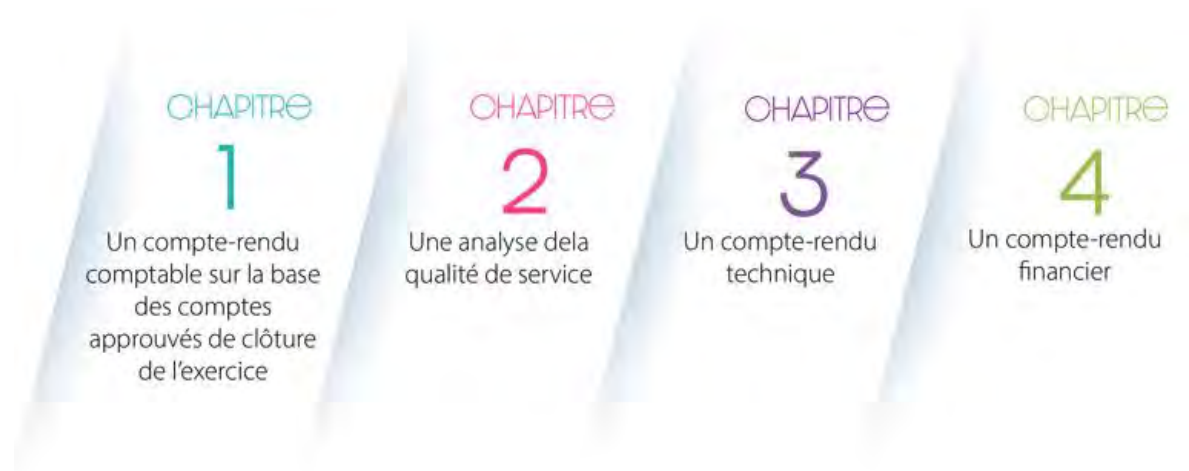 CHAPITRE
1
Un compte-rendu
comptable sur la base
des comptes
approuvés de clôture
de l'exercice
CHAPITRE
2
Une analyse dela
qualité de service
CHAPITRE
3
Un compte-rendu
technique
CHAPITRE
4
Un compte-rendu
financier